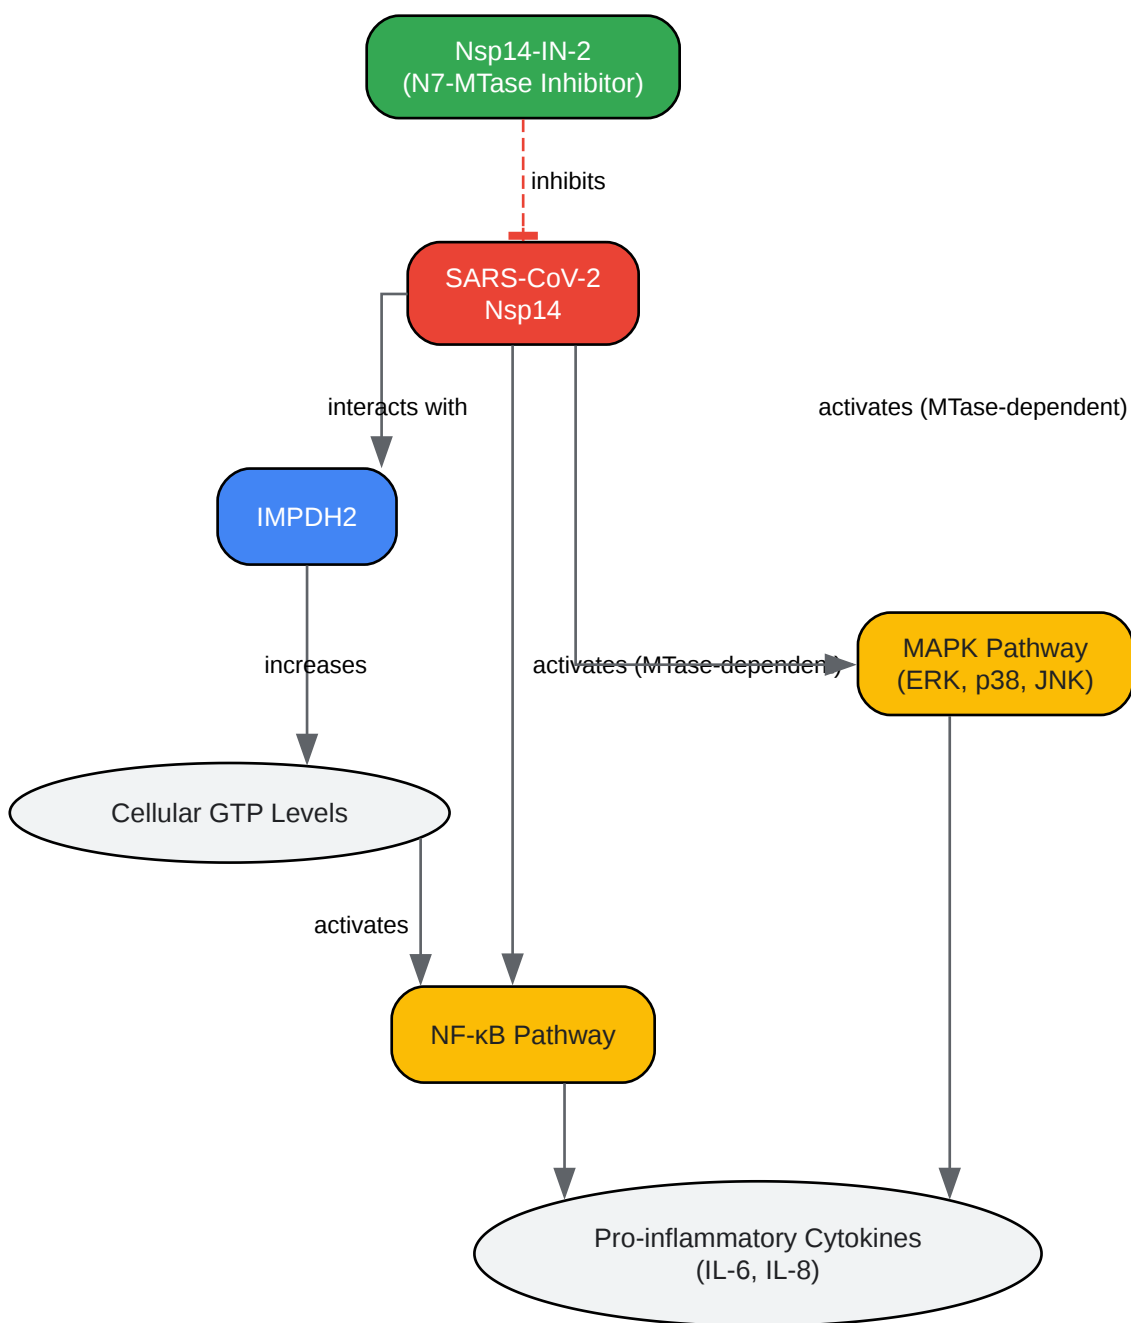 Nsp14-IN-2
(N7-MTase Inhibitor)
inhibits
SARS-CoV-2
Nsp14
interacts with
activates (MTase-dependent)
IMPDH2
increases
activates (MTase-dependent)
MAPK Pathway
(ERK, p38, JNK)
Cellular GTP Levels
activates
NF-κB Pathway
Pro-inflammatory Cytokines
(IL-6, IL-8)